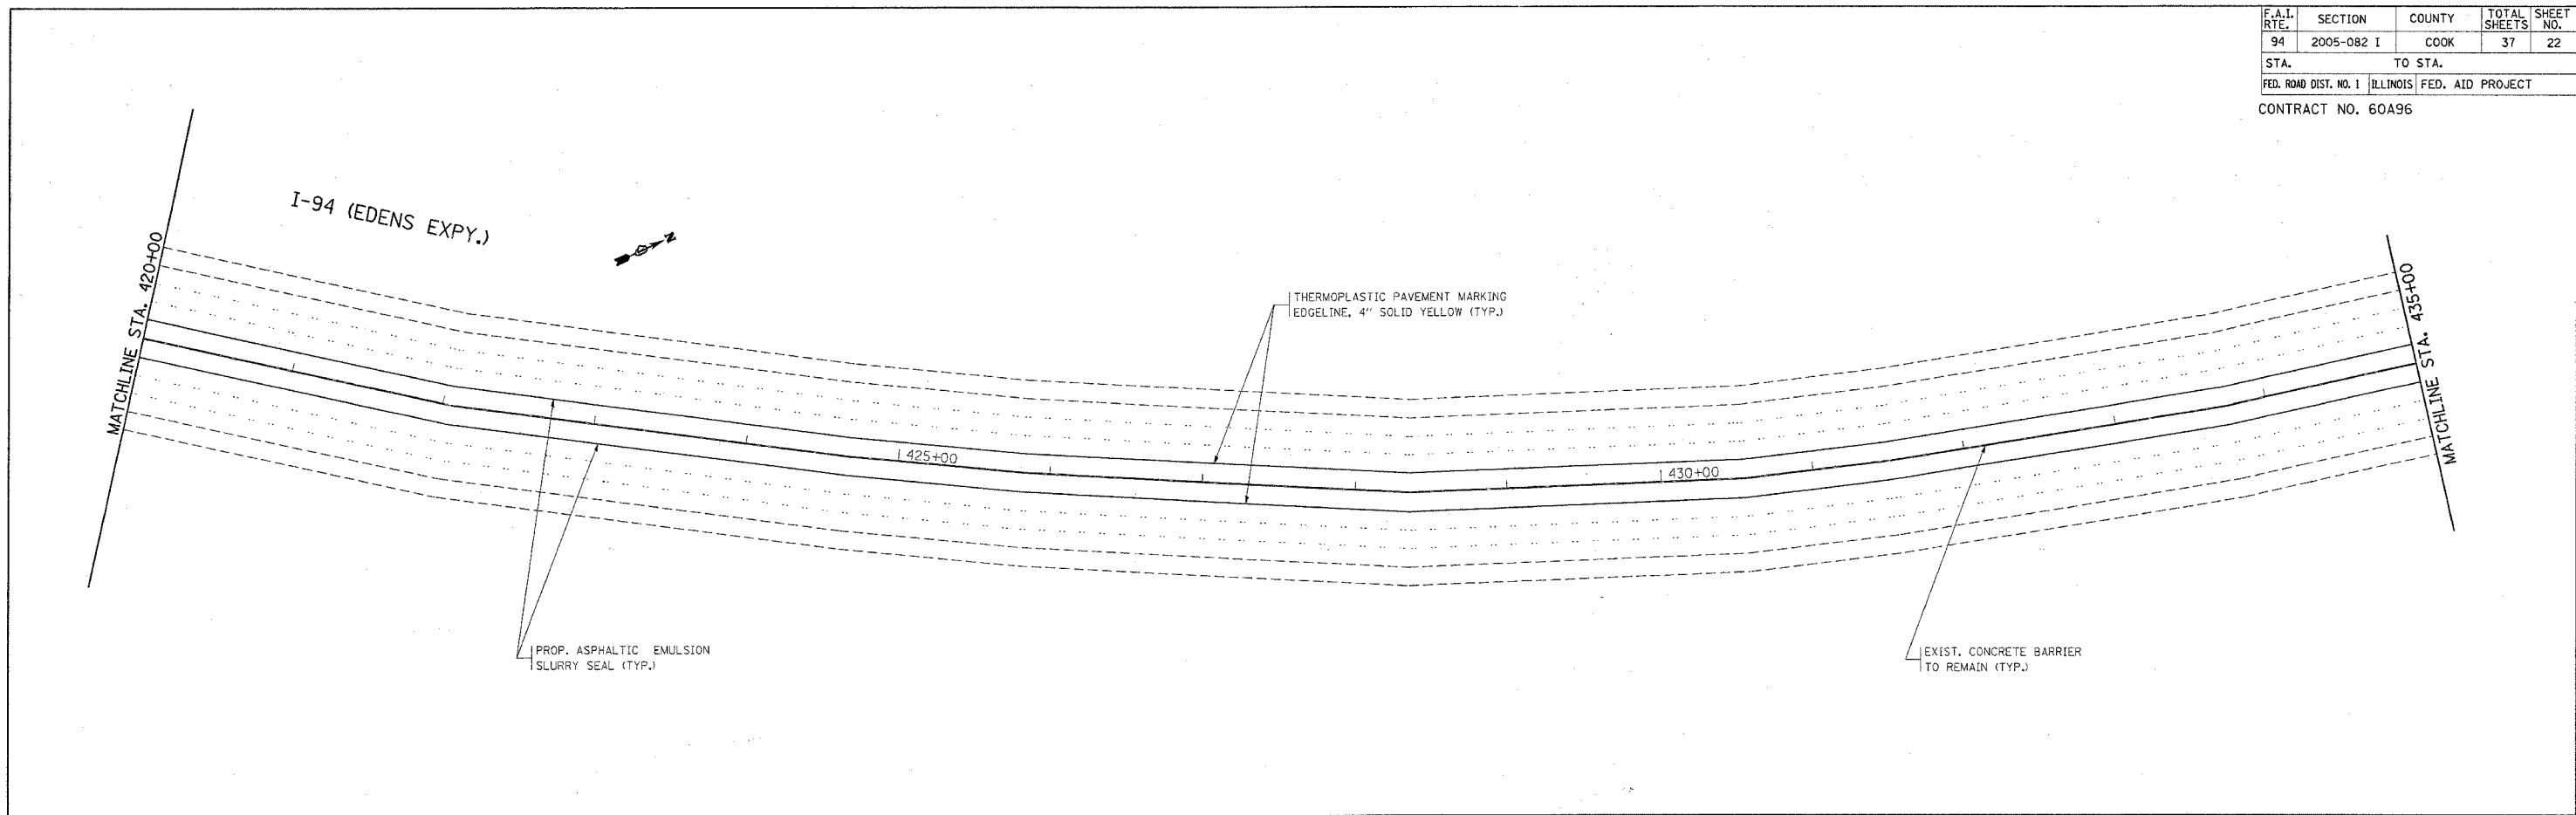 F.A.I. RTE. SECTION COUNTY TOTAL SHEETS SHEET NO.
94 2005-082 I COOK 37 22
STA. TO STA.
FED. ROAD DIST. NO. 1 ILLINOIS FED. AID PROJECT
CONTRACT NO. 60A96
I-94 (EDENS EXPY.)
N
MATCHLINE STA. 420+00
THERMOPLASTIC PAVEMENT MARKING
EDGELINE, 4" SOLID YELLOW (TYP.)
MATCHLINE STA. 435+00
425+00
430+00
PROP. ASPHALTIC EMULSION
SLURRY SEAL (TYP.)
EXIST. CONCRETE BARRIER
TO REMAIN (TYP.)